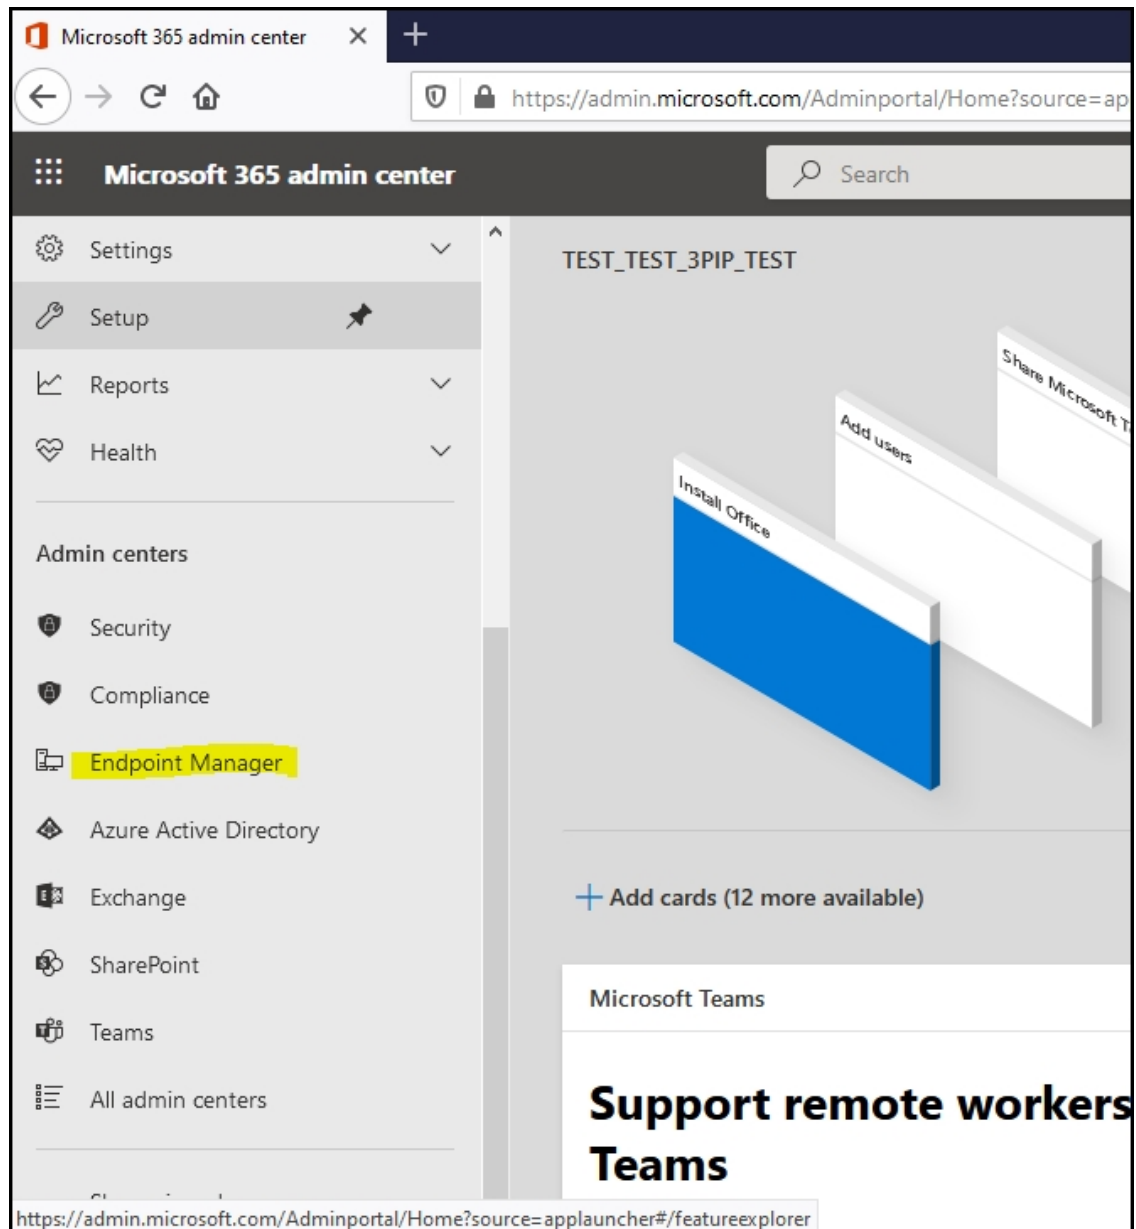 Microsoft 365 admin center
https://admin.microsoft.com/Adminportal/Home?source=ap
Microsoft 365 admin center
Search
Settings
Setup
Reports
Health
Admin centers
Security
Compliance
Endpoint Manager
Azure Active Directory
Exchange
SharePoint
Teams
All admin centers
TEST_TEST_3PIP_TEST
Install Office
Add users
Share Microsoft T
Add cards (12 more available)
Microsoft Teams
Support remote workers
Teams
https://admin.microsoft.com/Adminportal/Home?source=applauncher#/featureexplorer